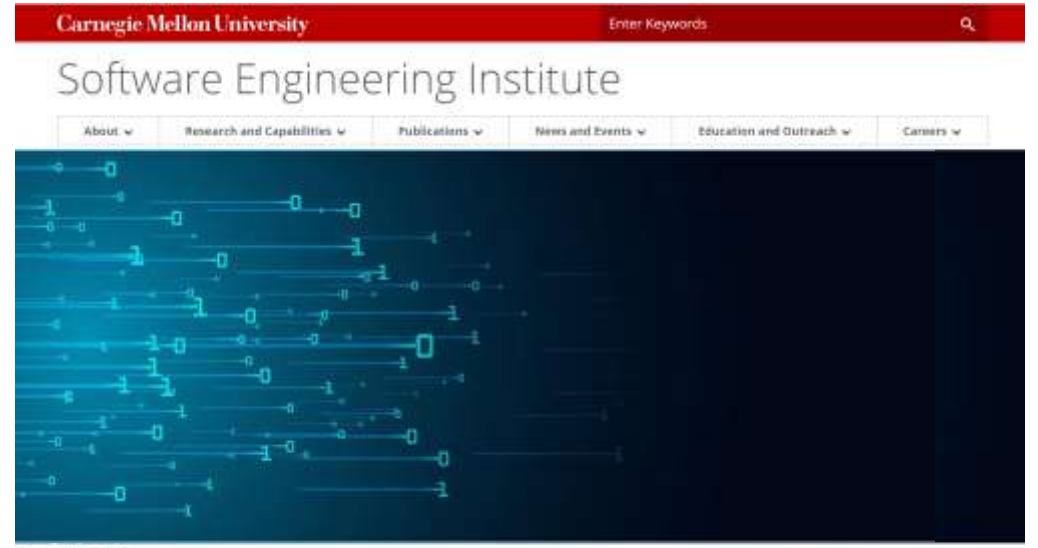 Carnegie Mellon University
Enter Keywords
Software Engineering Institute
About
Research and Capabilities
Publications
News and Events
Education and Outreach
Careers